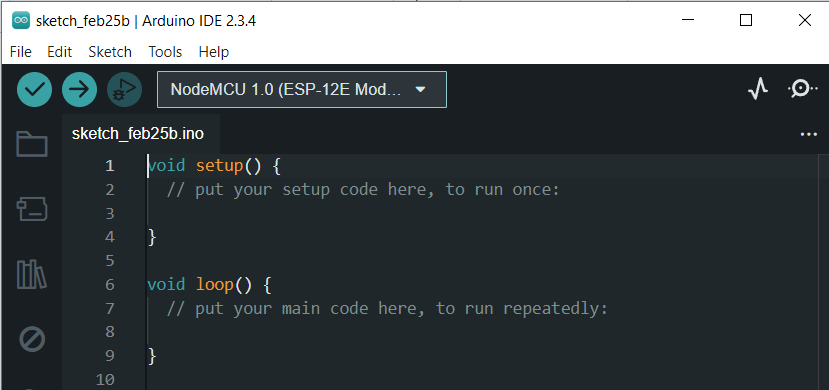 sketch_feb25b | Arduino IDE 2.3.4
File Edit Sketch Tools Help
NodeMCU 1.0 (ESP-12E Mod...
sketch_feb25b.ino
1 void setup() {
2   // put your setup code here, to run once:
3
4 }
5
6 void loop() {
7   // put your main code here, to run repeatedly:
8
9 }
10